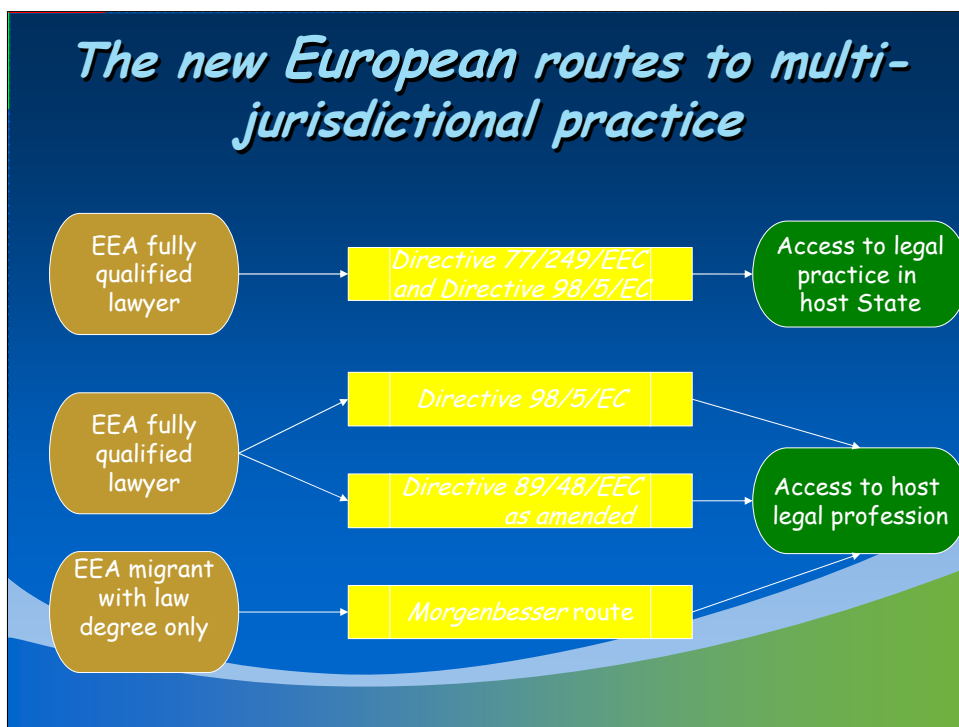 The new European routes to multi-
jurisdictional practice
EEA fully
qualified
lawyer
Directive 77/249/EEC
and Directive 98/5/EC
Access to legal
practice in
host State
EEA fully
qualified
lawyer
Directive 98/5/EC
Directive 89/48/EEC
as amended
Access to host
legal profession
EEA migrant
with law
degree only
Morgenbesser route